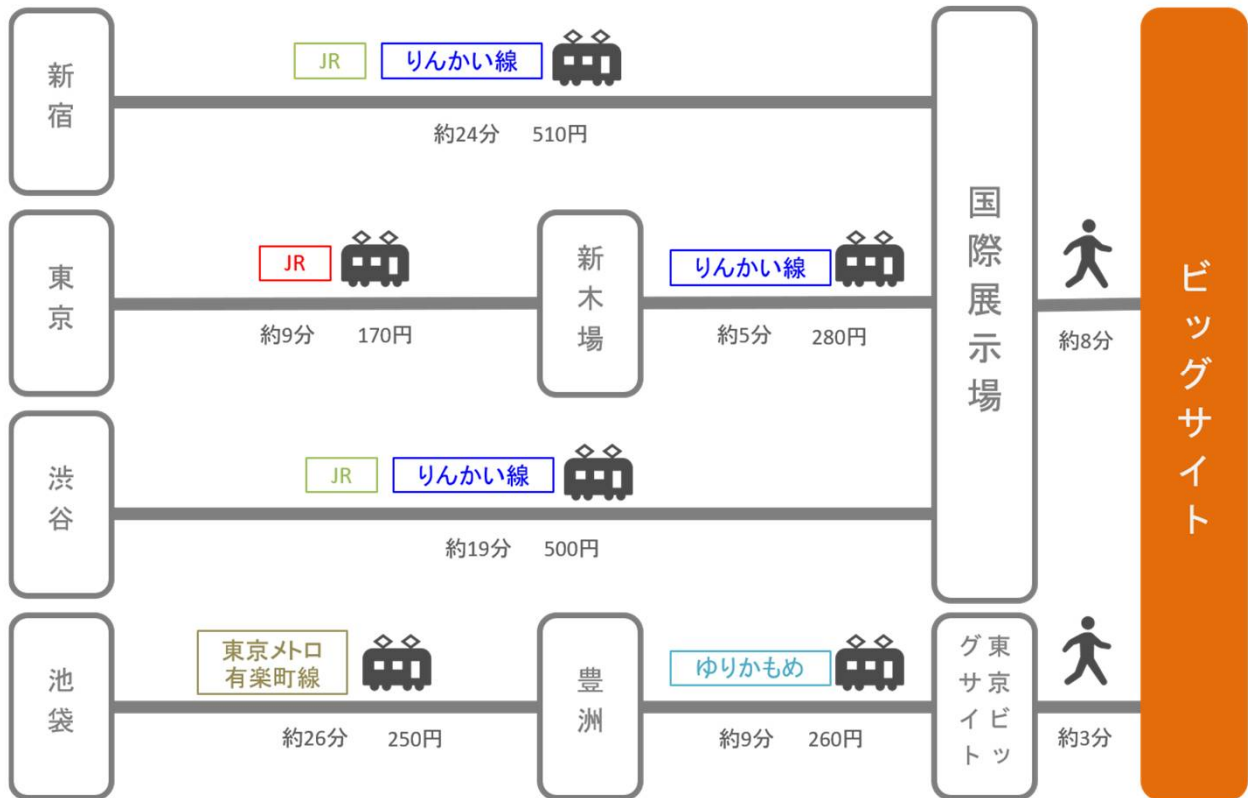 新宿
JR
りんかい線
約24分 510円
東京
JR
約9分 170円
新木場
りんかい線
約5分 280円
渋谷
JR
りんかい線
約19分 500円
国際展示場
約8分
池袋
東京メトロ
有楽町線
約26分 250円
豊洲
ゆりかもめ
約9分 260円
東京ビッ
グサイト
約3分
ビッグサイト